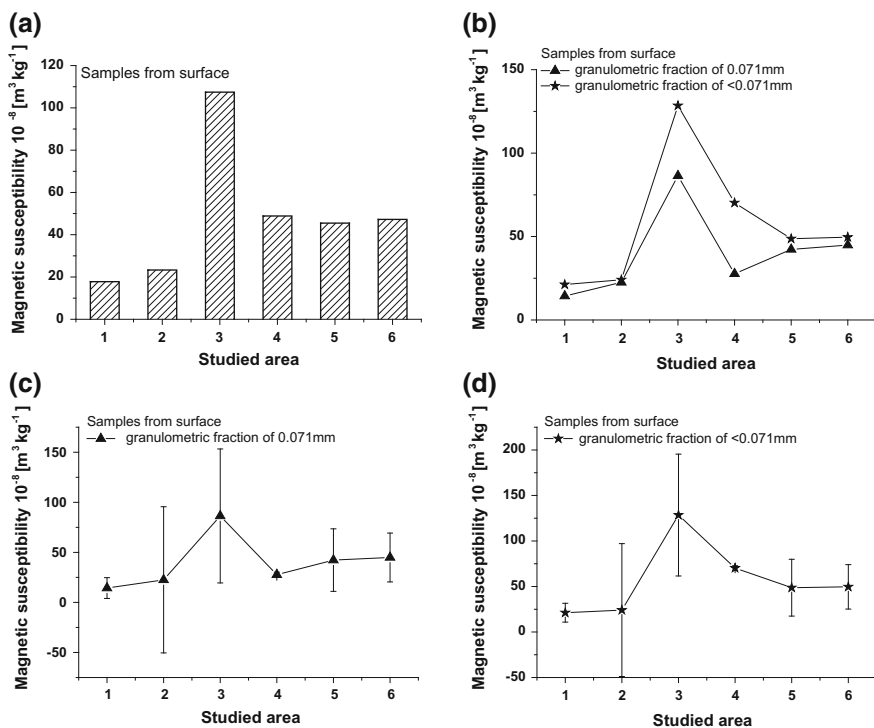 (a)
Magnetic susceptibility 10⁻⁸ [m³ kg⁻¹]
120
100
80
60
40
20
0
Samples from surface
1 2 3 4 5 6
Studied area
(b)
Magnetic susceptibility 10⁻⁸ [m³ kg⁻¹]
150
100
50
0
Samples from surface
granulometric fraction of 0.071mm
granulometric fraction of <0.071mm
1 2 3 4 5 6
Studied area
(c)
Magnetic susceptibility 10⁻⁸ [m³ kg⁻¹]
150
100
50
0
-50
Samples from surface
granulometric fraction of 0.071mm
1 2 3 4 5 6
Studied area
(d)
Magnetic susceptibility 10⁻⁸ [m³ kg⁻¹]
200
150
100
50
0
-50
Samples from surface
granulometric fraction of <0.071mm
1 2 3 4 5 6
Studied area